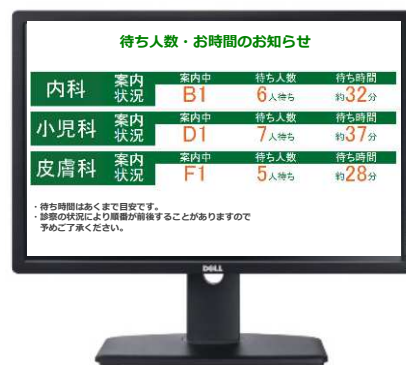 待ち人数・お時間のお知らせ
内科 案内状況 案内中 B1 待ち人数 6人待ち 待ち時間 約32分
小児科 案内状況 案内中 D1 待ち人数 7人待ち 待ち時間 約37分
皮膚科 案内状況 案内中 F1 待ち人数 5人待ち 待ち時間 約28分
・待ち時間はあくまで目安です。
・診察の状況により順番が前後することがありますので
予めご了承ください。
DELL